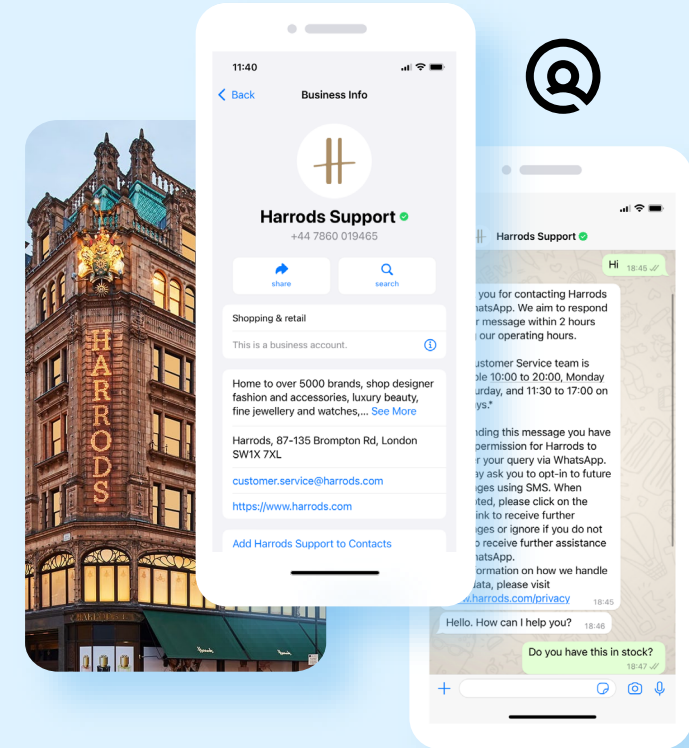 HARRODS
Harrods
Harrods
11:40
Back
Business Info
Harrods Support
+44 7860 019465
share
search
Shopping & retail
This is a business account.
Home to over 5000 brands, shop designer
fashion and accessories, luxury beauty,
fine jewellery and watches,... See More
Harrods, 87-135 Brompton Rd, London
SW1X 7XL
customer.service@harrods.com
https://www.harrods.com
Add Harrods Support to Contacts
Harrods Support
Hi 18:45
you for contacting Harrods
We aim to respond
message within 2 hours
our operating hours.
Service team is
10:00 to 20:00, Monday
and 11:30 to 17:00 on
this message you have
permission for Harrods to
your query via WhatsApp.
ask you to opt-in to future
using SMS. When
please click on the
to receive further
or ignore if you do not
receive further assistance
on how we handle
please visit
.harrods.com/privacy 18:45
Hello. How can I help you? 18:46
Do you have this in stock?
18:47